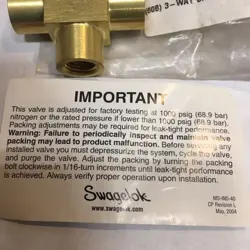 (808) 3-WAY
IMPORTANT
This valve is adjusted for factory testing at 1000 psig (68.9 bar)
nitrogen or the rated pressure if lower than 1000 psig (68.9 bar).
Packing adjustments may be required for leak-tight performance.
Warning: Failure to periodically inspect and maintain valve
packing may lead to product malfunction. Before servicing any
installed valve you must depressurize the system, cycle the valve,
and purge the valve. Adjust the packing by turning the packing
bolt clockwise in 1/16-turn increments until leak-tight performance
is achieved. Always verify proper operation upon installation.
Swagelok
www.swagelok.com
MS-INS-40
CP Revision L
May, 2004